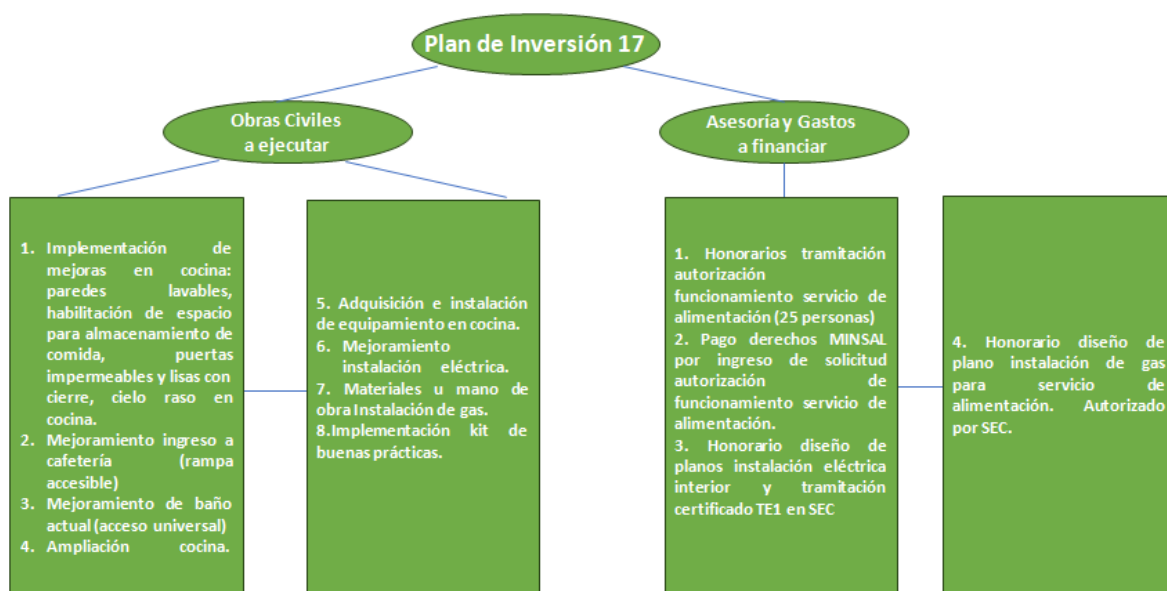 Plan de Inversión 17
Obras Civiles
a ejecutar
Asesoría y Gastos
a financiar
1. Implementación de
mejoras en cocina:
paredes lavables,
habilitación de espacio
para almacenamiento de
comida, puertas
impermeables y lisas con
cierre, cielo raso en
cocina.
2. Mejoramiento ingreso a
cafetería (rampa
accesible)
3. Mejoramiento de baño
actual (acceso universal)
4. Ampliación cocina.
5. Adquisición e instalación
de equipamiento en cocina.
6. Mejoramiento
instalación eléctrica.
7. Materiales u mano de
obra Instalación de gas.
8.Implementación kit de
buenas prácticas.
1. Honorarios tramitación
autorización
funcionamiento servicio de
alimentación (25 personas)
2. Pago derechos MINSAL
por ingreso de solicitud
autorización de
funcionamiento servicio de
alimentación.
3. Honorario diseño de
planos instalación eléctrica
interior y tramitación
certificado TE1 en SEC
4. Honorario diseño de
plano instalación de gas
para servicio de
alimentación. Autorizado
por SEC.